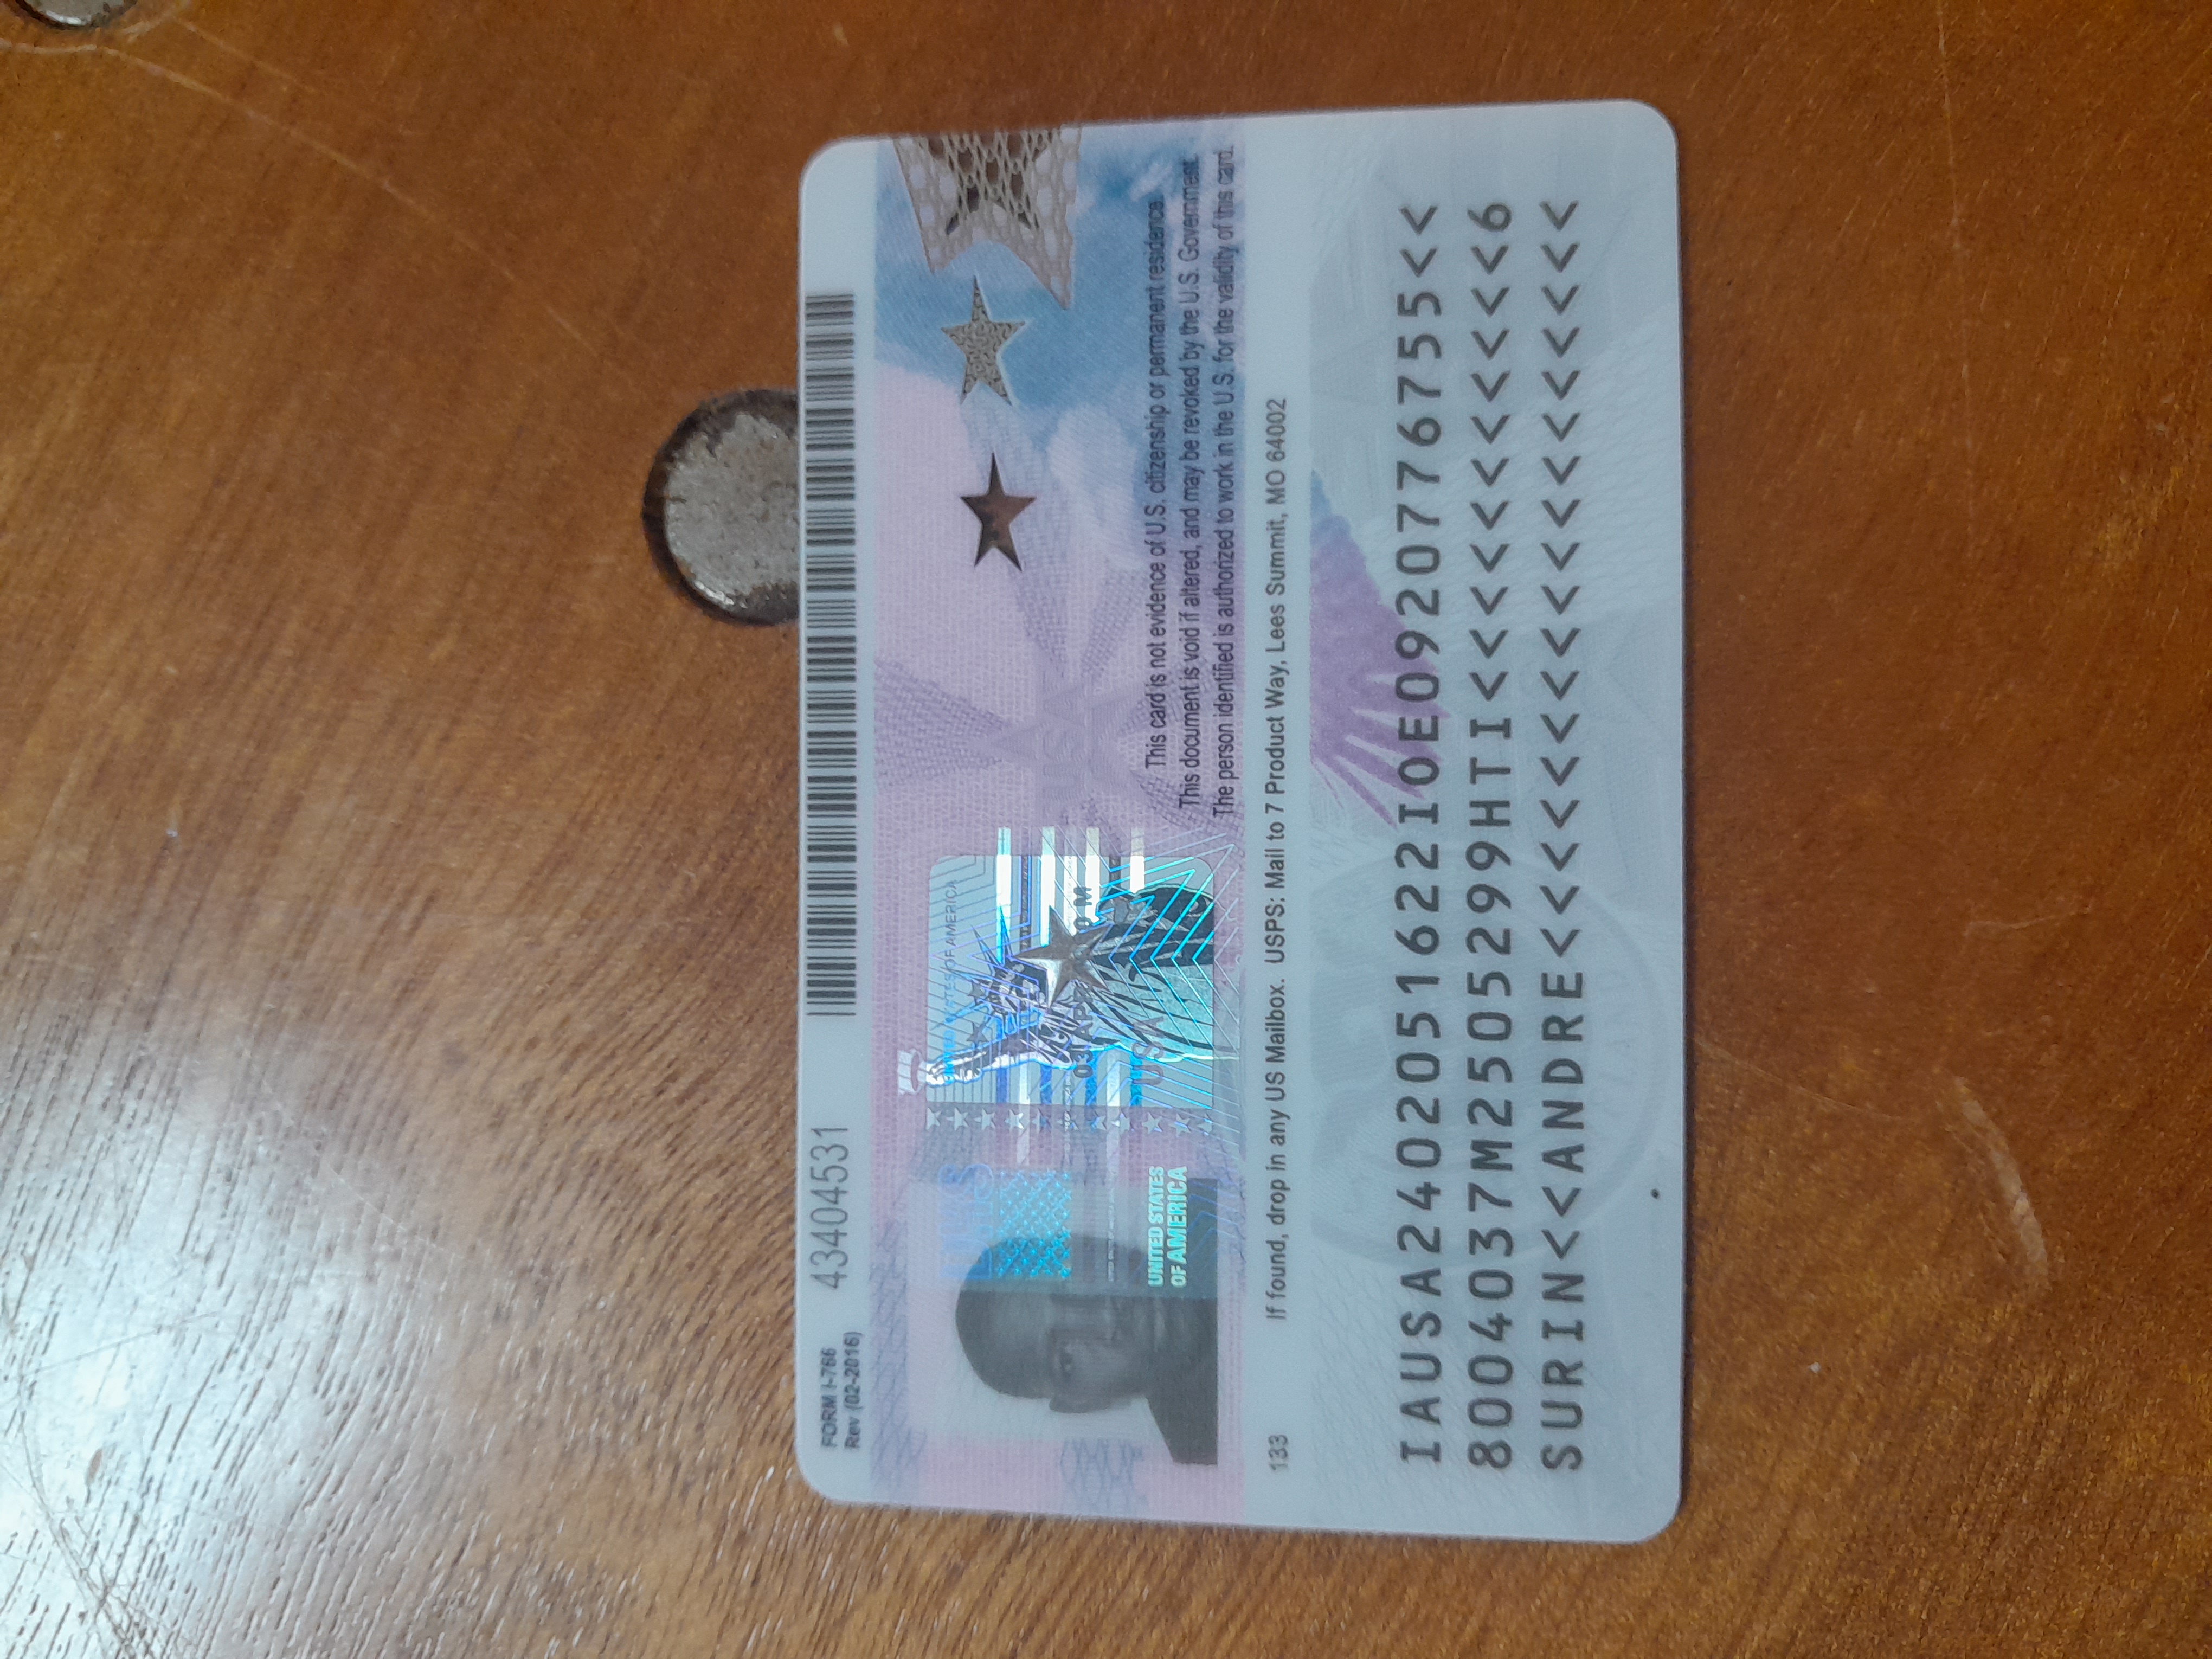 FORM I-766
Rev (02-2016)
43404531
UNITED STATES
OF AMERICA
USA
This card is not evidence of U.S. citizenship or permanent residence.
This document is void if altered, and may be revoked by the U.S. Government.
The person identified is authorized to work in the U.S. for the validity of this card.
133
If found, drop in any US Mailbox. USPS: Mail to 7 Product Way, Lees Summit, MO 64002
IAUSA2402051622IOE0920776755<<
8004037M2505299HTI<<<<<<<<<<<6
SURIN<<ANDRE<<<<<<<<<<<<<<<<<<